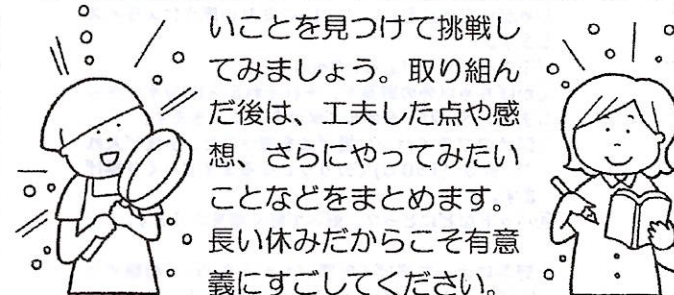 いことを見つけて挑戦し
てみましょう。取り組ん
だ後は、工夫した点や感
想、さらにやってみたい
ことなどをまとめます。
長い休みだからこそ有意
義にすごしてください。